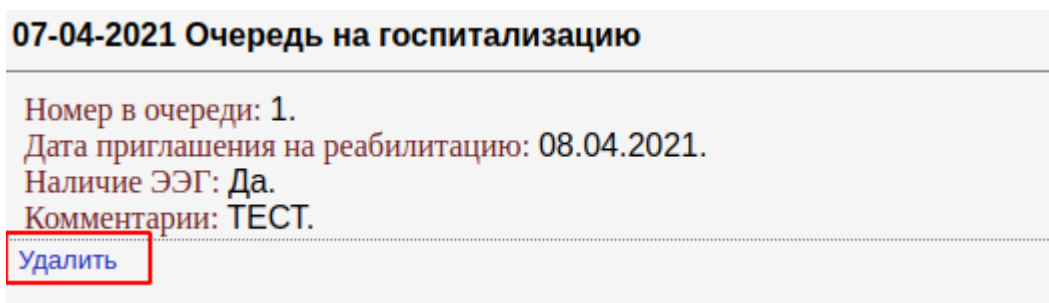 07-04-2021 Очередь на госпитализацию
Номер в очереди: 1.
Дата приглашения на реабилитацию: 08.04.2021.
Наличие ЭЭГ: Да.
Комментарии: ТЕСТ.
Удалить